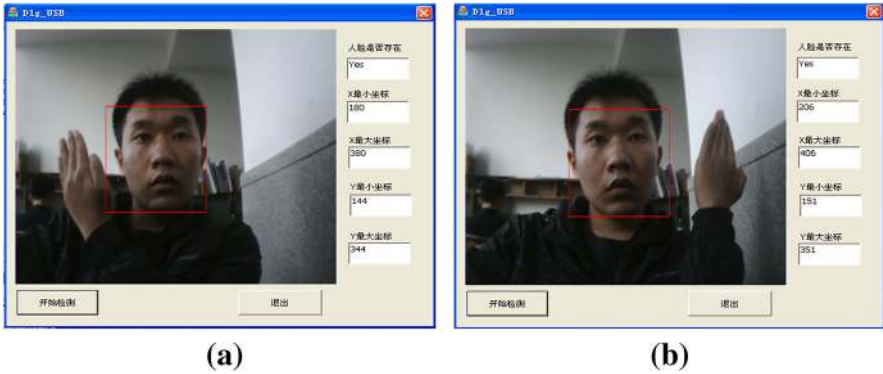 Dlg_USB
人脸是否存在
Yes
X最小坐标
180
X最大坐标
380
Y最小坐标
144
Y最大坐标
344
开始检测
退出
(a)
Dlg_USB
人脸是否存在
Yes
X最小坐标
206
X最大坐标
406
Y最小坐标
151
Y最大坐标
351
开始检测
退出
(b)